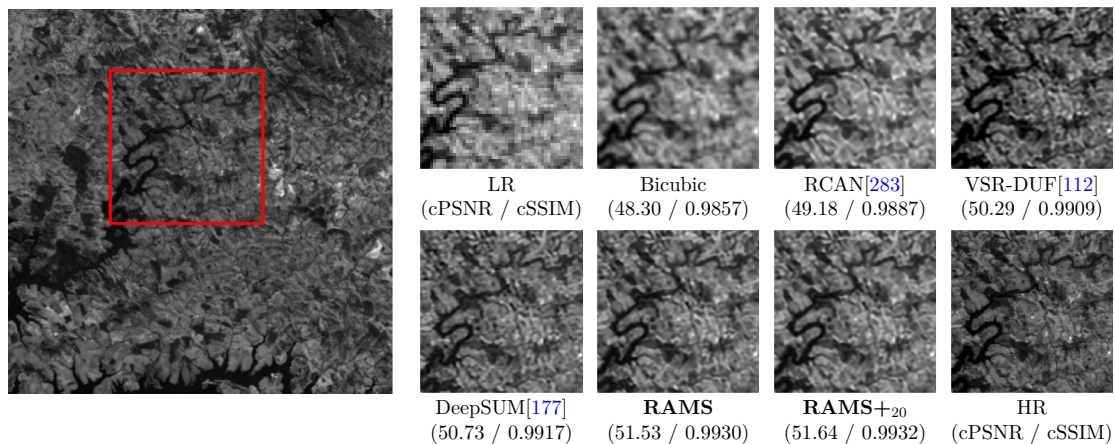 LR
(cPSNR / cSSIM)
Bicubic
(48.30 / 0.9857)
RCAN[283]
(49.18 / 0.9887)
VSR-DUF[112]
(50.29 / 0.9909)
DeepSUM[177]
(50.73 / 0.9917)
RAMS
(51.53 / 0.9930)
RAMS+20
(51.64 / 0.9932)
HR
(cPSNR / cSSIM)